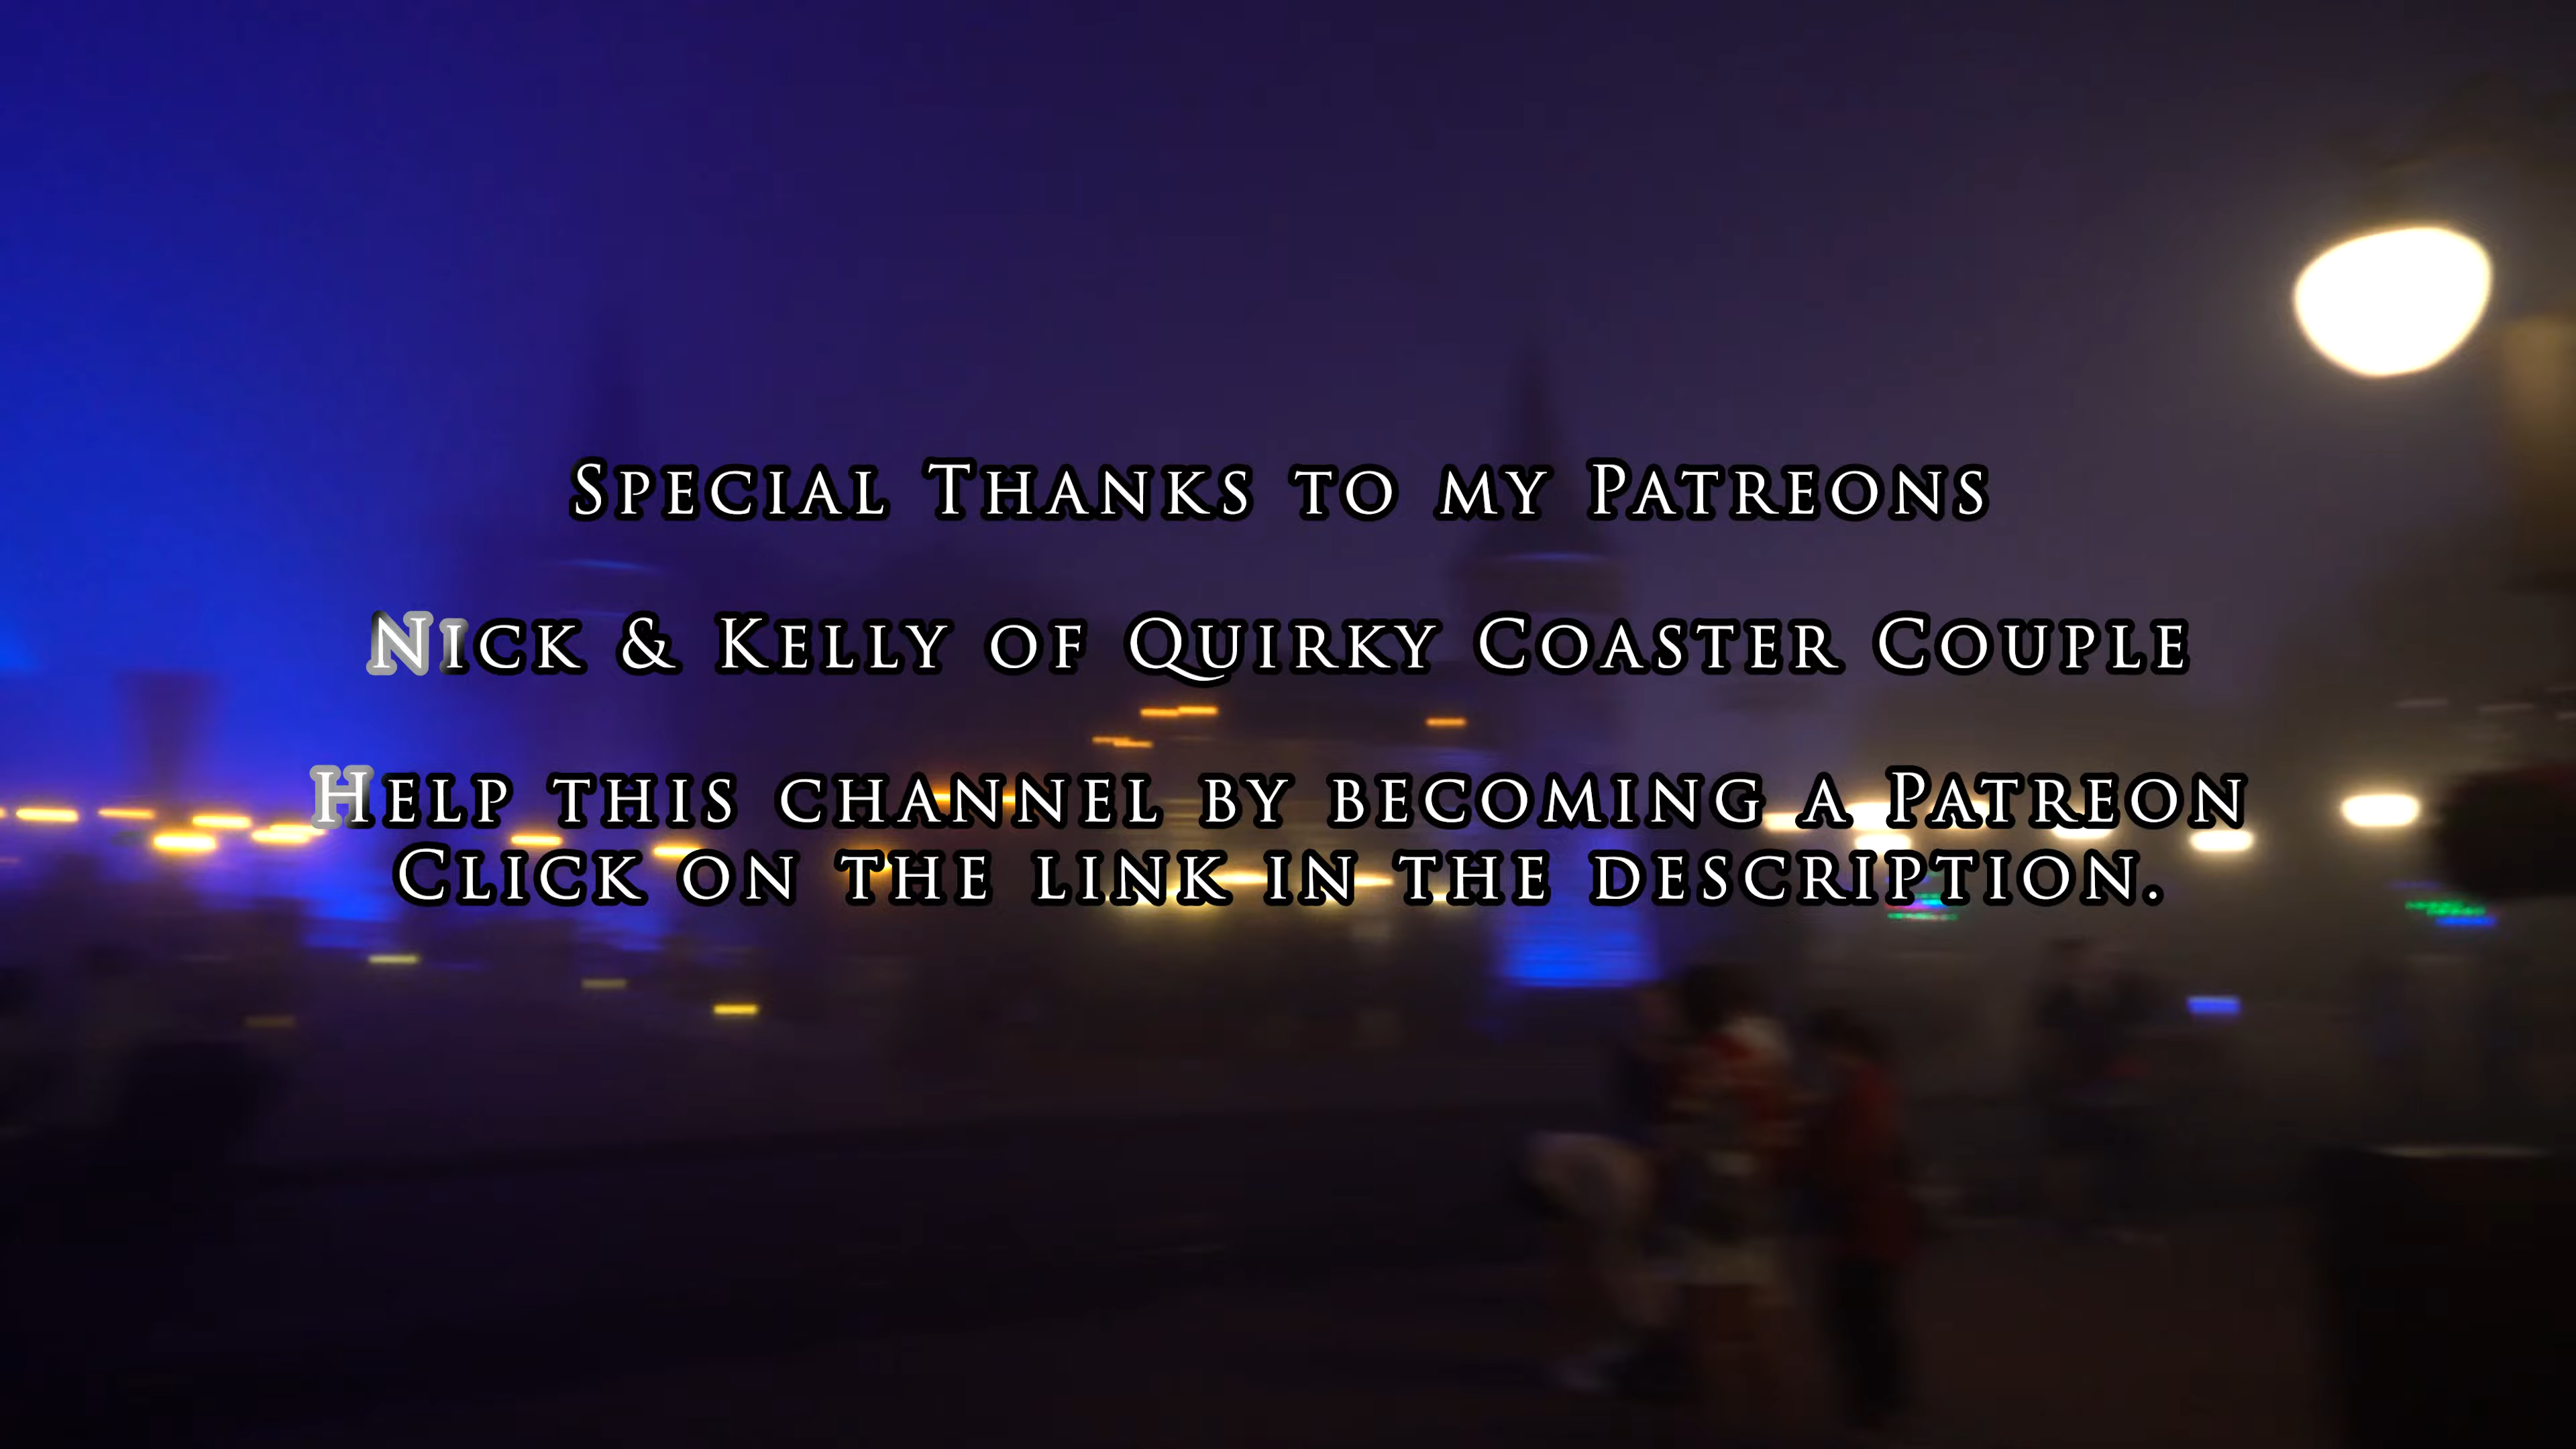 Special Thanks to my Patreons
Nick & Kelly of Quirky Coaster Couple
Help this channel by becoming a Patreon
Click on the link in the description.